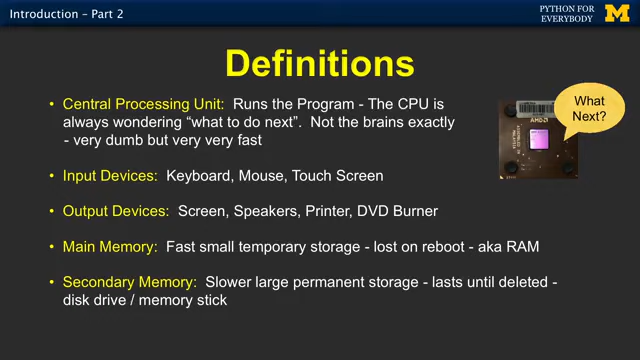 Introduction – Part 2
PYTHON FOR
EVERYBODY
M
Definitions
• Central Processing Unit: Runs the Program - The CPU is
always wondering “what to do next”. Not the brains exactly
- very dumb but very very fast
What
Next?
AMD
• Input Devices: Keyboard, Mouse, Touch Screen
• Output Devices: Screen, Speakers, Printer, DVD Burner
• Main Memory: Fast small temporary storage - lost on reboot - aka RAM
• Secondary Memory: Slower large permanent storage - lasts until deleted -
disk drive / memory stick